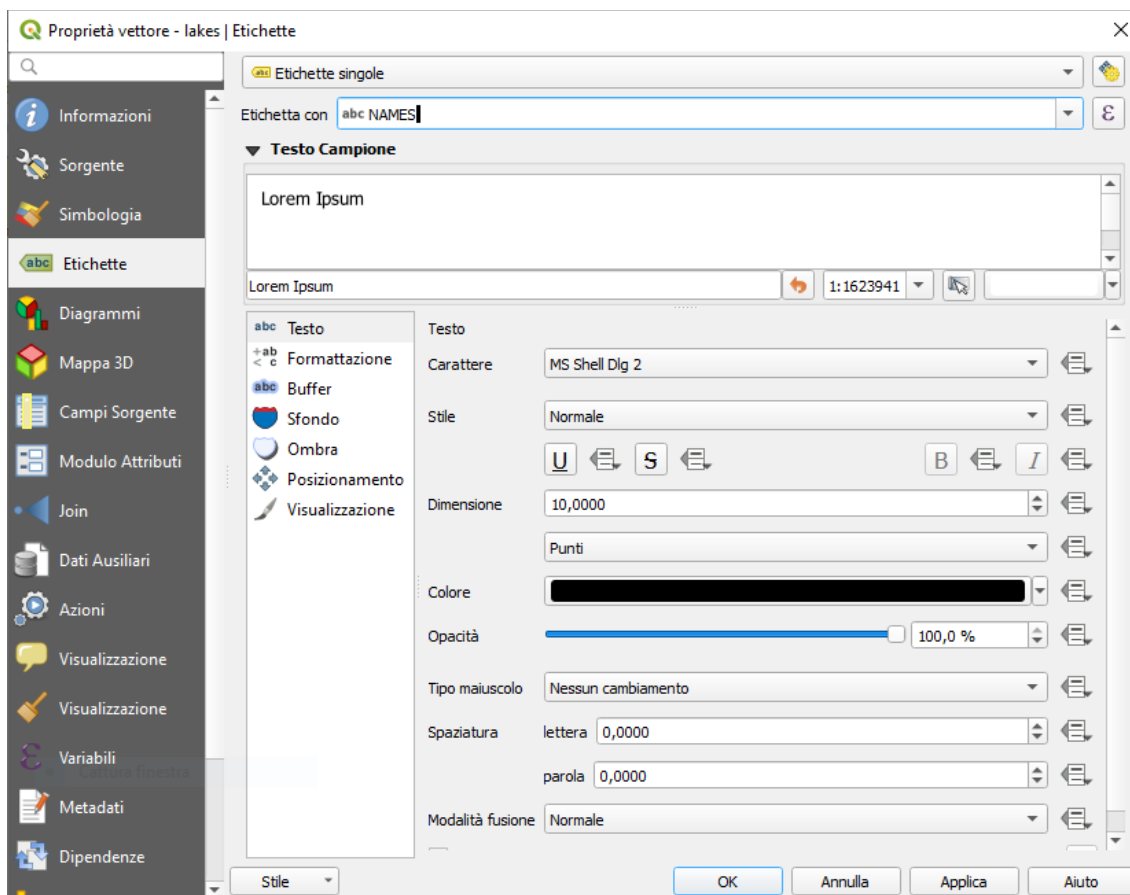 Proprietà vettore - lakes | Etichette
Informazioni
Sorgente
Simbologia
abc Etichette
Diagrammi
Mappa 3D
Campi Sorgente
Modulo Attributi
Join
Dati Ausiliari
Azioni
Visualizzazione
Visualizzazione
Variabili
Cattura finestra
Metadati
Dipendenze
abc Etichette singole
Etichetta con abc NAMES
Testo Campione
Lorem Ipsum
Lorem Ipsum 1:1623941
abc Testo
+ab < c Formattazione
abc Buffer
Sfondo
Ombra
Posizionamento
Visualizzazione
Testo
Carattere MS Shell Dlg 2
Stile Normale
U S B I
Dimensione 10,0000
Punti
Colore
Opacità 100,0 %
Tipo maiuscolo Nessun cambiamento
Spaziatura lettera 0,0000
parola 0,0000
Modalità fusione Normale
Stile OK Annulla Applica Aiuto